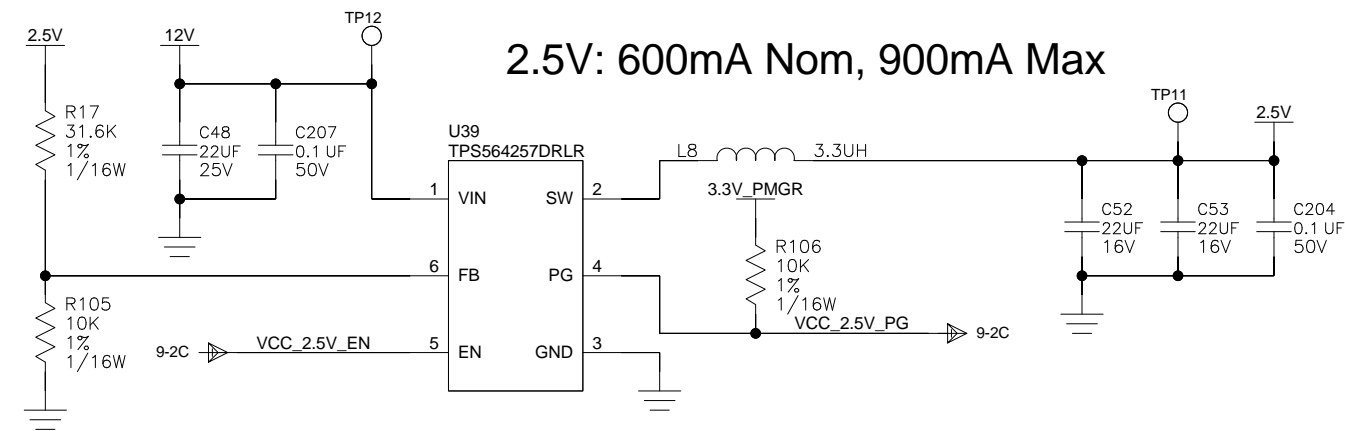 2.5V
12V
TP12
2.5V: 600mA Nom, 900mA Max
R17
31.6K
1%
1/16W
C48
22UF
25V
C207
0.1 UF
50V
U39
TPS564257DRLR
1
VIN
SW
2
6
FB
PG
4
5
EN
GND
3
L8
3.3UH
3.3V_PMGR
R106
10K
1%
1/16W
VCC_2.5V_PG
9-2C
TP11
2.5V
C52
22UF
16V
C53
22UF
16V
C204
0.1 UF
50V
R105
10K
1%
1/16W
9-2C
VCC_2.5V_EN